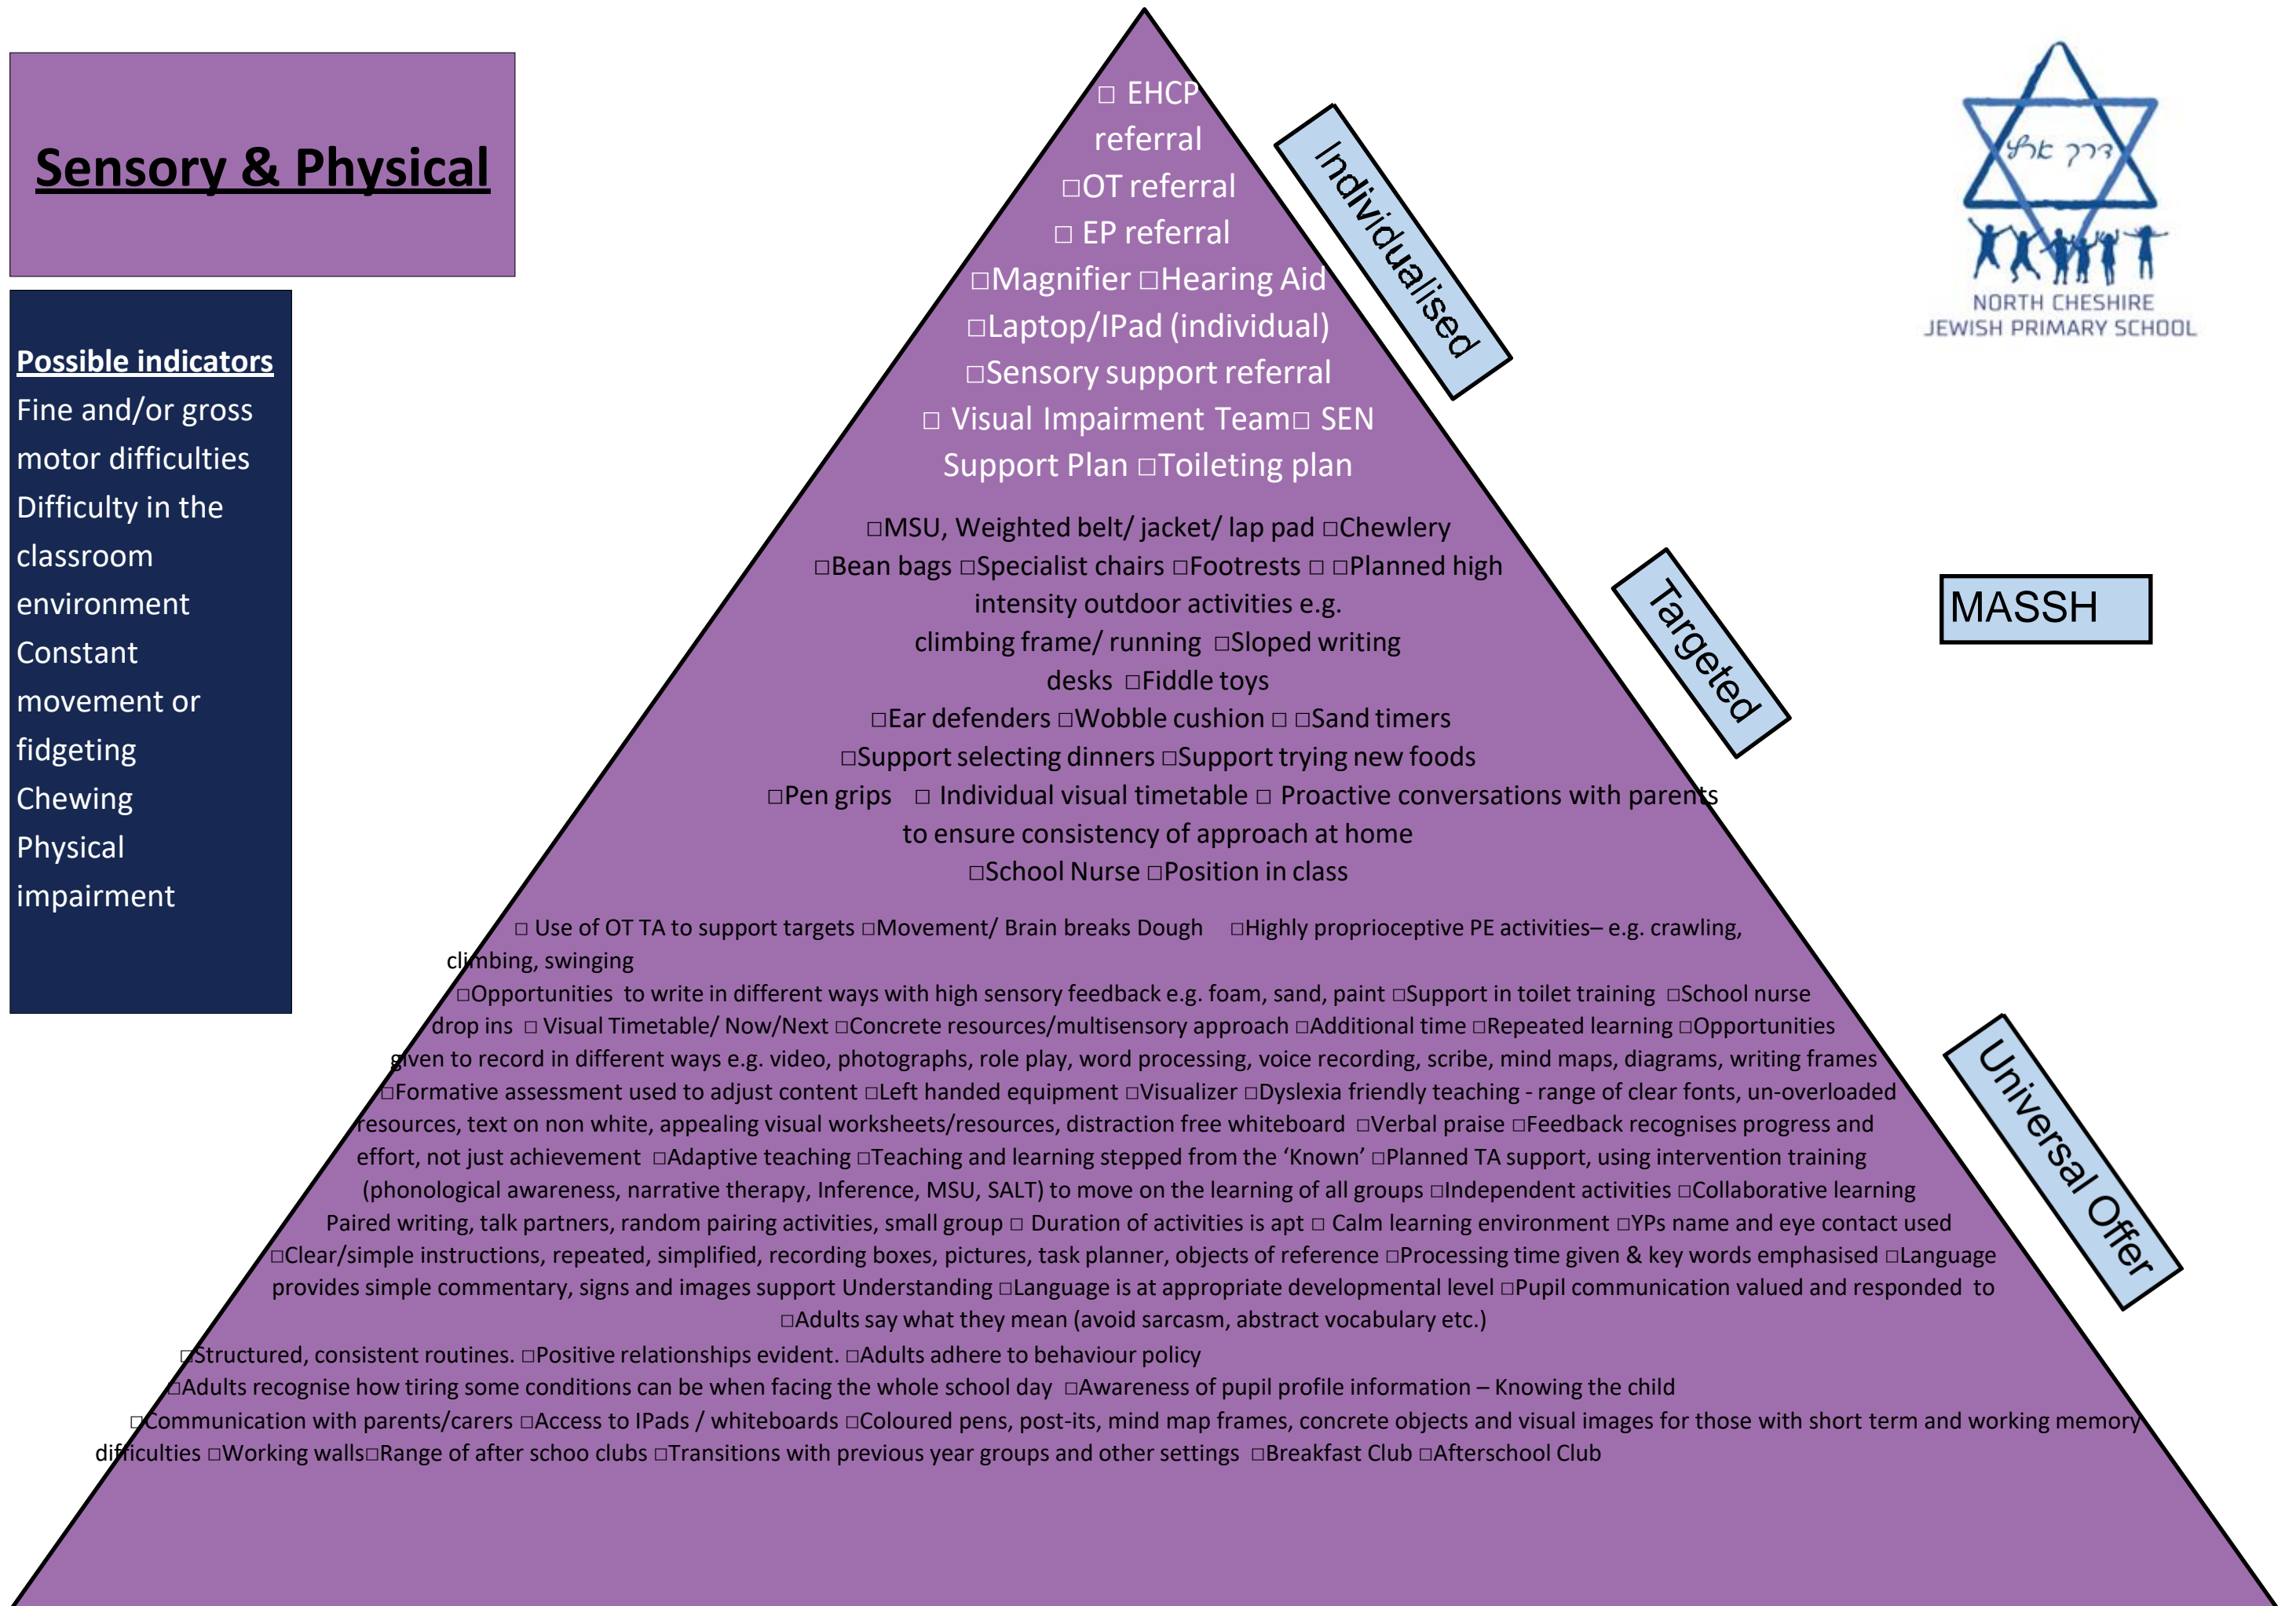 Sensory & Physical
Possible indicators
Fine and/or gross
motor difficulties
Difficulty in the
classroom
environment
Constant
movement or
fidgeting
Chewing
Physical
impairment
□ EHCP
referral
□OT referral
□ EP referral
□Magnifier □Hearing Aid
□Laptop/IPad (individual)
□Sensory support referral
□ Visual Impairment Team□ SEN
Support Plan □Toileting plan
Individualised
דרך ארץ
NORTH CHESHIRE
JEWISH PRIMARY SCHOOL
□MSU, Weighted belt/ jacket/ lap pad □Chewlery
□Bean bags □Specialist chairs □Footrests □ □Planned high
intensity outdoor activities e.g.
climbing frame/ running □Sloped writing
desks □Fiddle toys
□Ear defenders □Wobble cushion □ □Sand timers
□Support selecting dinners □Support trying new foods
□Pen grips □ Individual visual timetable □ Proactive conversations with parents
to ensure consistency of approach at home
□School Nurse □Position in class
Targeted
MASSH
□ Use of OT TA to support targets □Movement/ Brain breaks Dough □Highly proprioceptive PE activities– e.g. crawling,
climbing, swinging
□Opportunities to write in different ways with high sensory feedback e.g. foam, sand, paint □Support in toilet training □School nurse
drop ins □ Visual Timetable/ Now/Next □Concrete resources/multisensory approach □Additional time □Repeated learning □Opportunities
given to record in different ways e.g. video, photographs, role play, word processing, voice recording, scribe, mind maps, diagrams, writing frames
□Formative assessment used to adjust content □Left handed equipment □Visualizer □Dyslexia friendly teaching - range of clear fonts, un-overloaded
resources, text on non white, appealing visual worksheets/resources, distraction free whiteboard □Verbal praise □Feedback recognises progress and
effort, not just achievement □Adaptive teaching □Teaching and learning stepped from the ‘Known’ □Planned TA support, using intervention training
(phonological awareness, narrative therapy, Inference, MSU, SALT) to move on the learning of all groups □Independent activities □Collaborative learning
Paired writing, talk partners, random pairing activities, small group □ Duration of activities is apt □ Calm learning environment □YPs name and eye contact used
□Clear/simple instructions, repeated, simplified, recording boxes, pictures, task planner, objects of reference □Processing time given & key words emphasised □Language
provides simple commentary, signs and images support Understanding □Language is at appropriate developmental level □Pupil communication valued and responded to
□Adults say what they mean (avoid sarcasm, abstract vocabulary etc.)
□Structured, consistent routines. □Positive relationships evident. □Adults adhere to behaviour policy
□Adults recognise how tiring some conditions can be when facing the whole school day □Awareness of pupil profile information – Knowing the child
□Communication with parents/carers □Access to IPads / whiteboards □Coloured pens, post-its, mind map frames, concrete objects and visual images for those with short term and working memory
difficulties □Working walls□Range of after schoo clubs □Transitions with previous year groups and other settings □Breakfast Club □Afterschool Club
Universal Offer